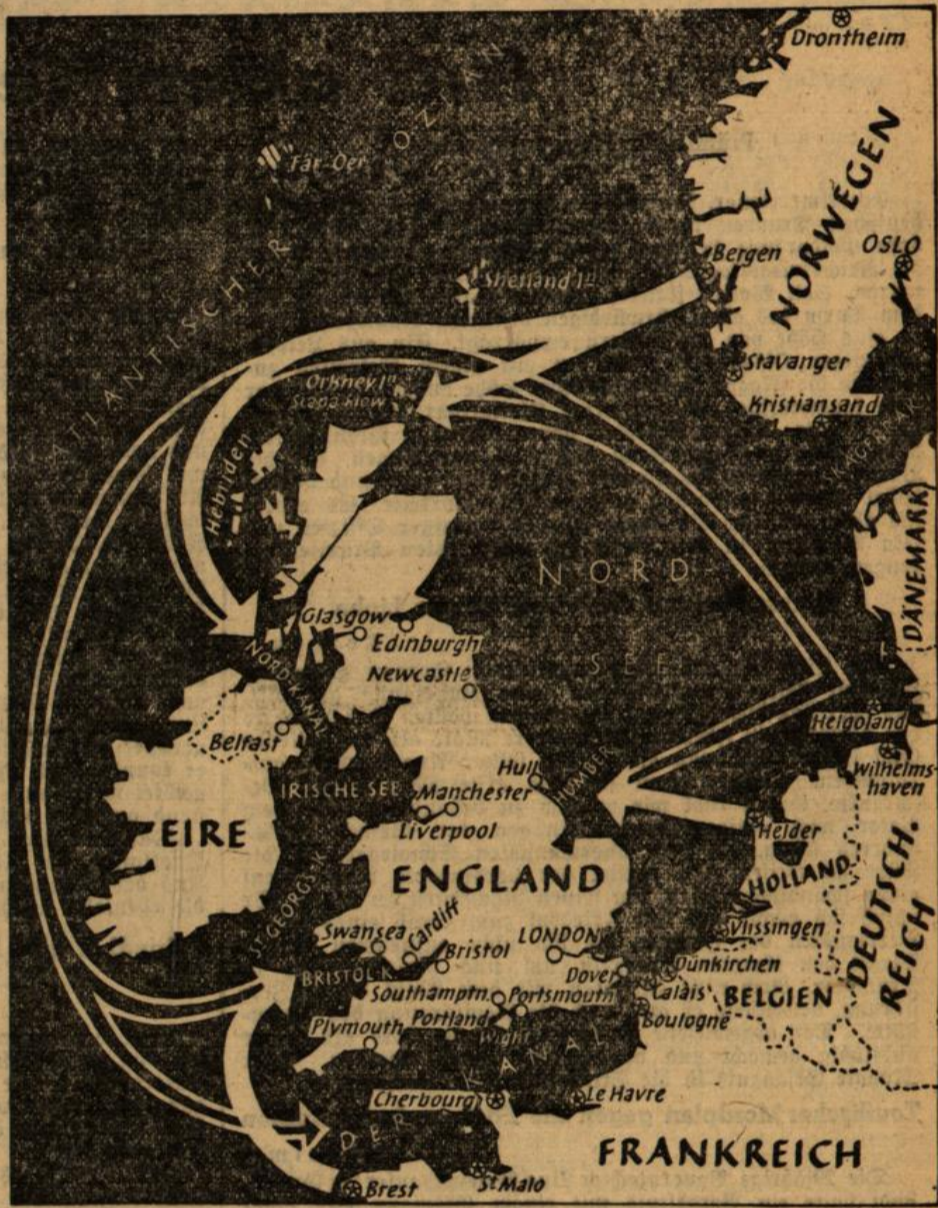 Drontheim
ATLANTISCHER OZEAN
Fär-Oer
NORWEGEN
OSLO
Bergen
Shetland Iⁿ
Stavanger
Orkney Iⁿ
Scapa Flow
Kristiansand
SKAGERRAK
Hebriden
DÄNEMARK
NORD
SEE
Glasgow
Edinburgh
NORDKANAL
Newcastle
Helgoland
Belfast
Wilhelms-
haven
Hull
HUMBER
IRISCHE SEE
Manchester
Liverpool
Helder
EIRE
ENGLAND
HOLLAND
DEUTSCH.
REICH
ST. GEORGS K.
Swansea
Cardiff
Bristol
LONDON
Vlissingen
BRISTOL K.
Dover
Dünkirchen
Southamptn.
Portsmouth
Calais
BELGIEN
Plymouth
Portland
Wight
Boulogne
DER KANAL
Cherbourg
Le Havre
FRANKREICH
Brest
St Malo